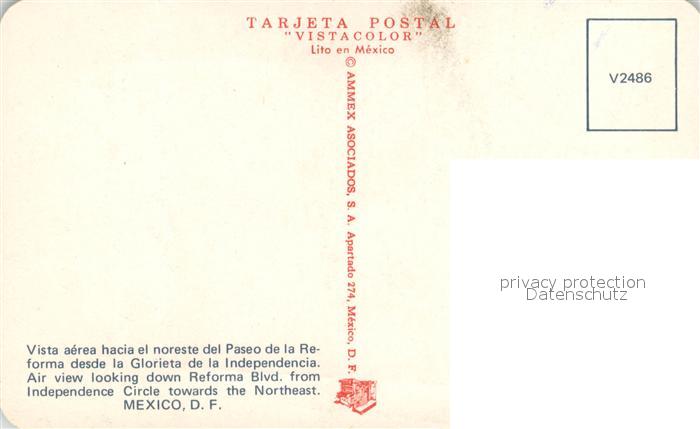 TARJETA POSTAL
"VISTACOLOR"
Lito en México
V2486
© AMMEX ASOCIADOS, S. A. Apartado 274, México, D. F.
privacy protection
Datenschutz
Vista aérea hacia el noreste del Paseo de la Re-
forma desde la Glorieta de la Independencia.
Air view looking down Reforma Blvd. from
Independence Circle towards the Northeast.
MEXICO, D. F.